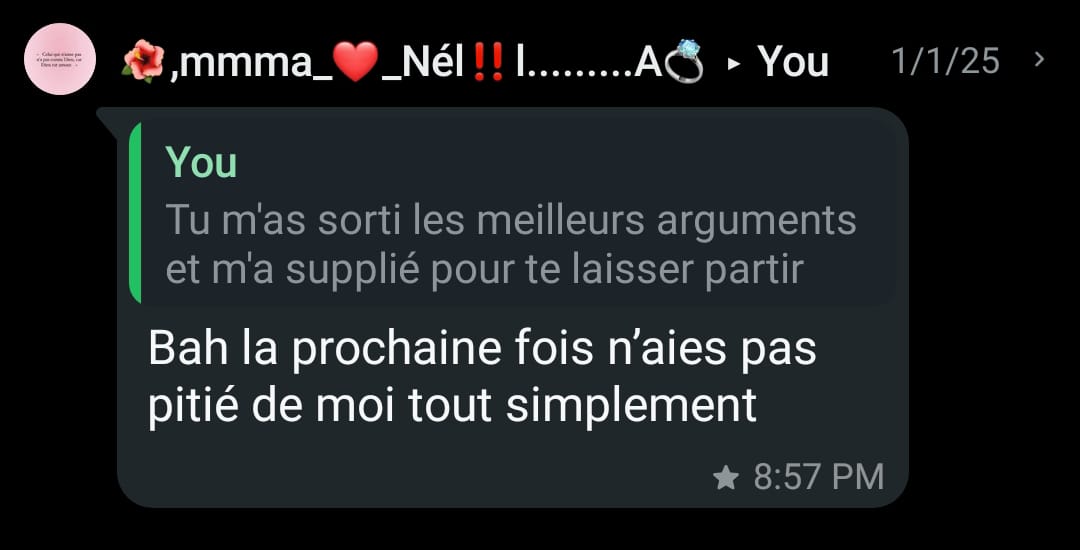 🌺,mmma_❤️_Nél‼️l.........A💍 ▸ You 1/1/25 ›
You
Tu m'as sorti les meilleurs arguments
et m'a supplié pour te laisser partir
Bah la prochaine fois n’aies pas
pitié de moi tout simplement
★ 8:57 PM